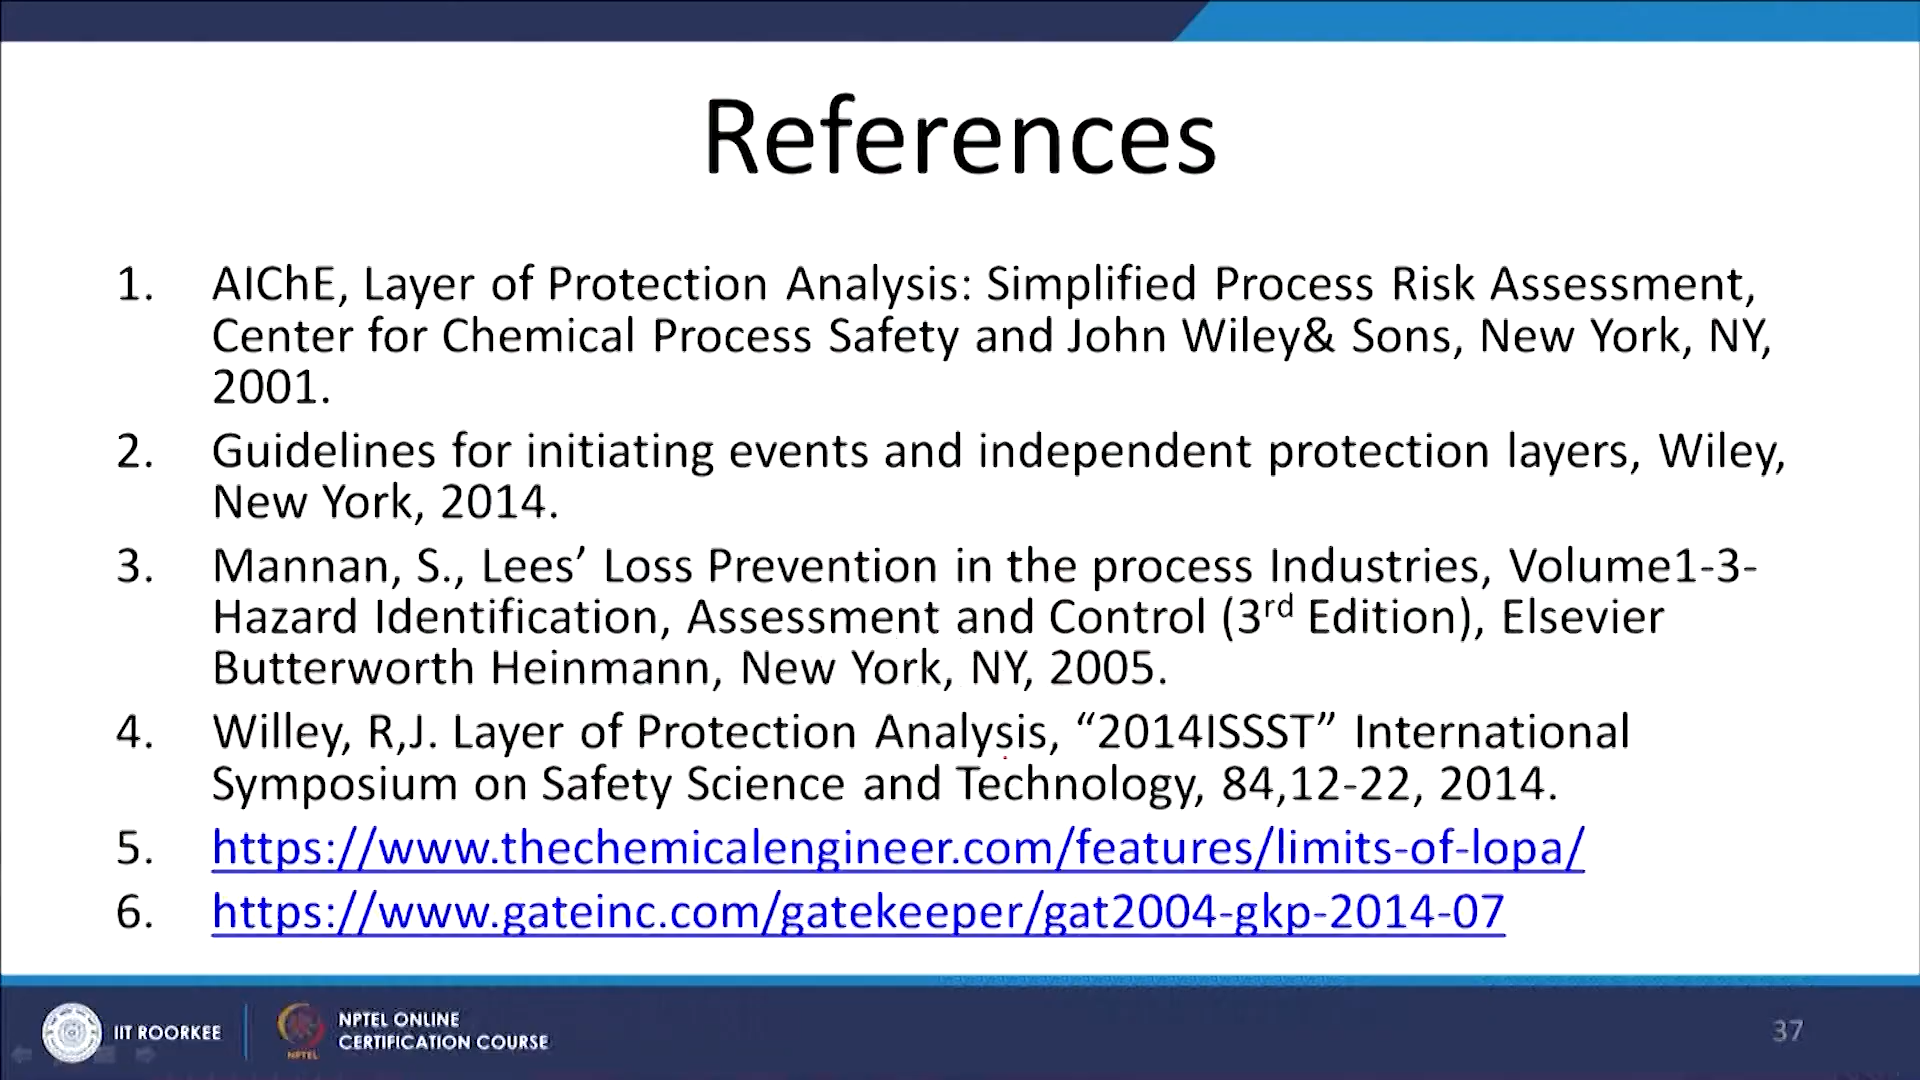 References
1. AIChE, Layer of Protection Analysis: Simplified Process Risk Assessment,
Center for Chemical Process Safety and John Wiley& Sons, New York, NY,
2001.
2. Guidelines for initiating events and independent protection layers, Wiley,
New York, 2014.
3. Mannan, S., Lees’ Loss Prevention in the process Industries, Volume1-3-
Hazard Identification, Assessment and Control (3rd Edition), Elsevier
Butterworth Heinmann, New York, NY, 2005.
4. Willey, R,J. Layer of Protection Analysis, “2014ISSST” International
Symposium on Safety Science and Technology, 84,12-22, 2014.
5. https://www.thechemicalengineer.com/features/limits-of-lopa/
6. https://www.gateinc.com/gatekeeper/gat2004-gkp-2014-07
IIT ROORKEE
NPTEL
NPTEL ONLINE
CERTIFICATION COURSE
37